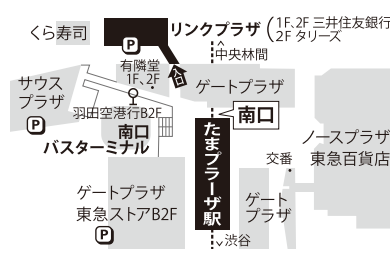 くら寿司
P
リンクプラザ
1F、2F 三井住友銀行
2F タリーズ
中央林間
有隣堂
1F、2F
入口
サウス
プラザ
P
ゲートプラザ
羽田空港行B2F
南口
南口
バスターミナル
たまプラーザ駅
ノースプラザ
東急百貨店
交番
ゲートプラザ
東急ストアB2F
P
ゲート
プラザ
渋谷